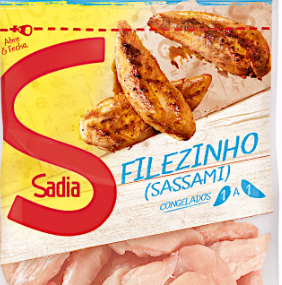 Abre
& Fecha
Sadia
FILEZINHO
(SASSAMI)
CONGELADOS 1 A 1